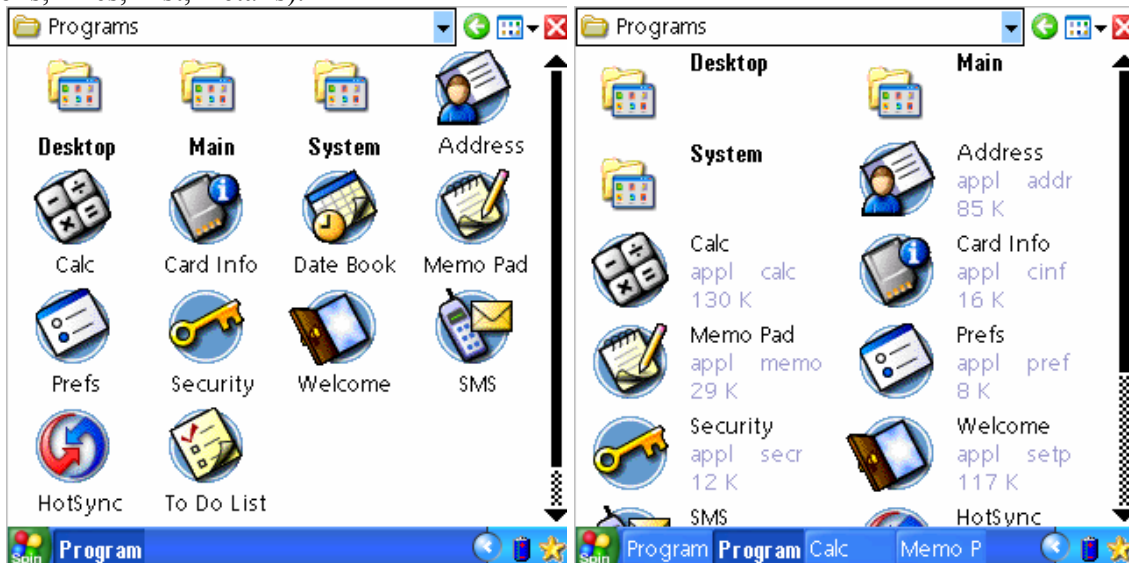 Programs
Desktop Main System Address
Calc Card Info Date Book Memo Pad
Prefs Security Welcome SMS
HotSync To Do List
Spin Program
Programs
Desktop Main
System Address
appl addr
85 K
Calc Card Info
appl calc appl cinf
130 K 16 K
Memo Pad Prefs
appl memo appl pref
29 K 8 K
Security Welcome
appl secr appl setp
12 K 117 K
SMS HotSync
Spin Program Program Calc Memo P